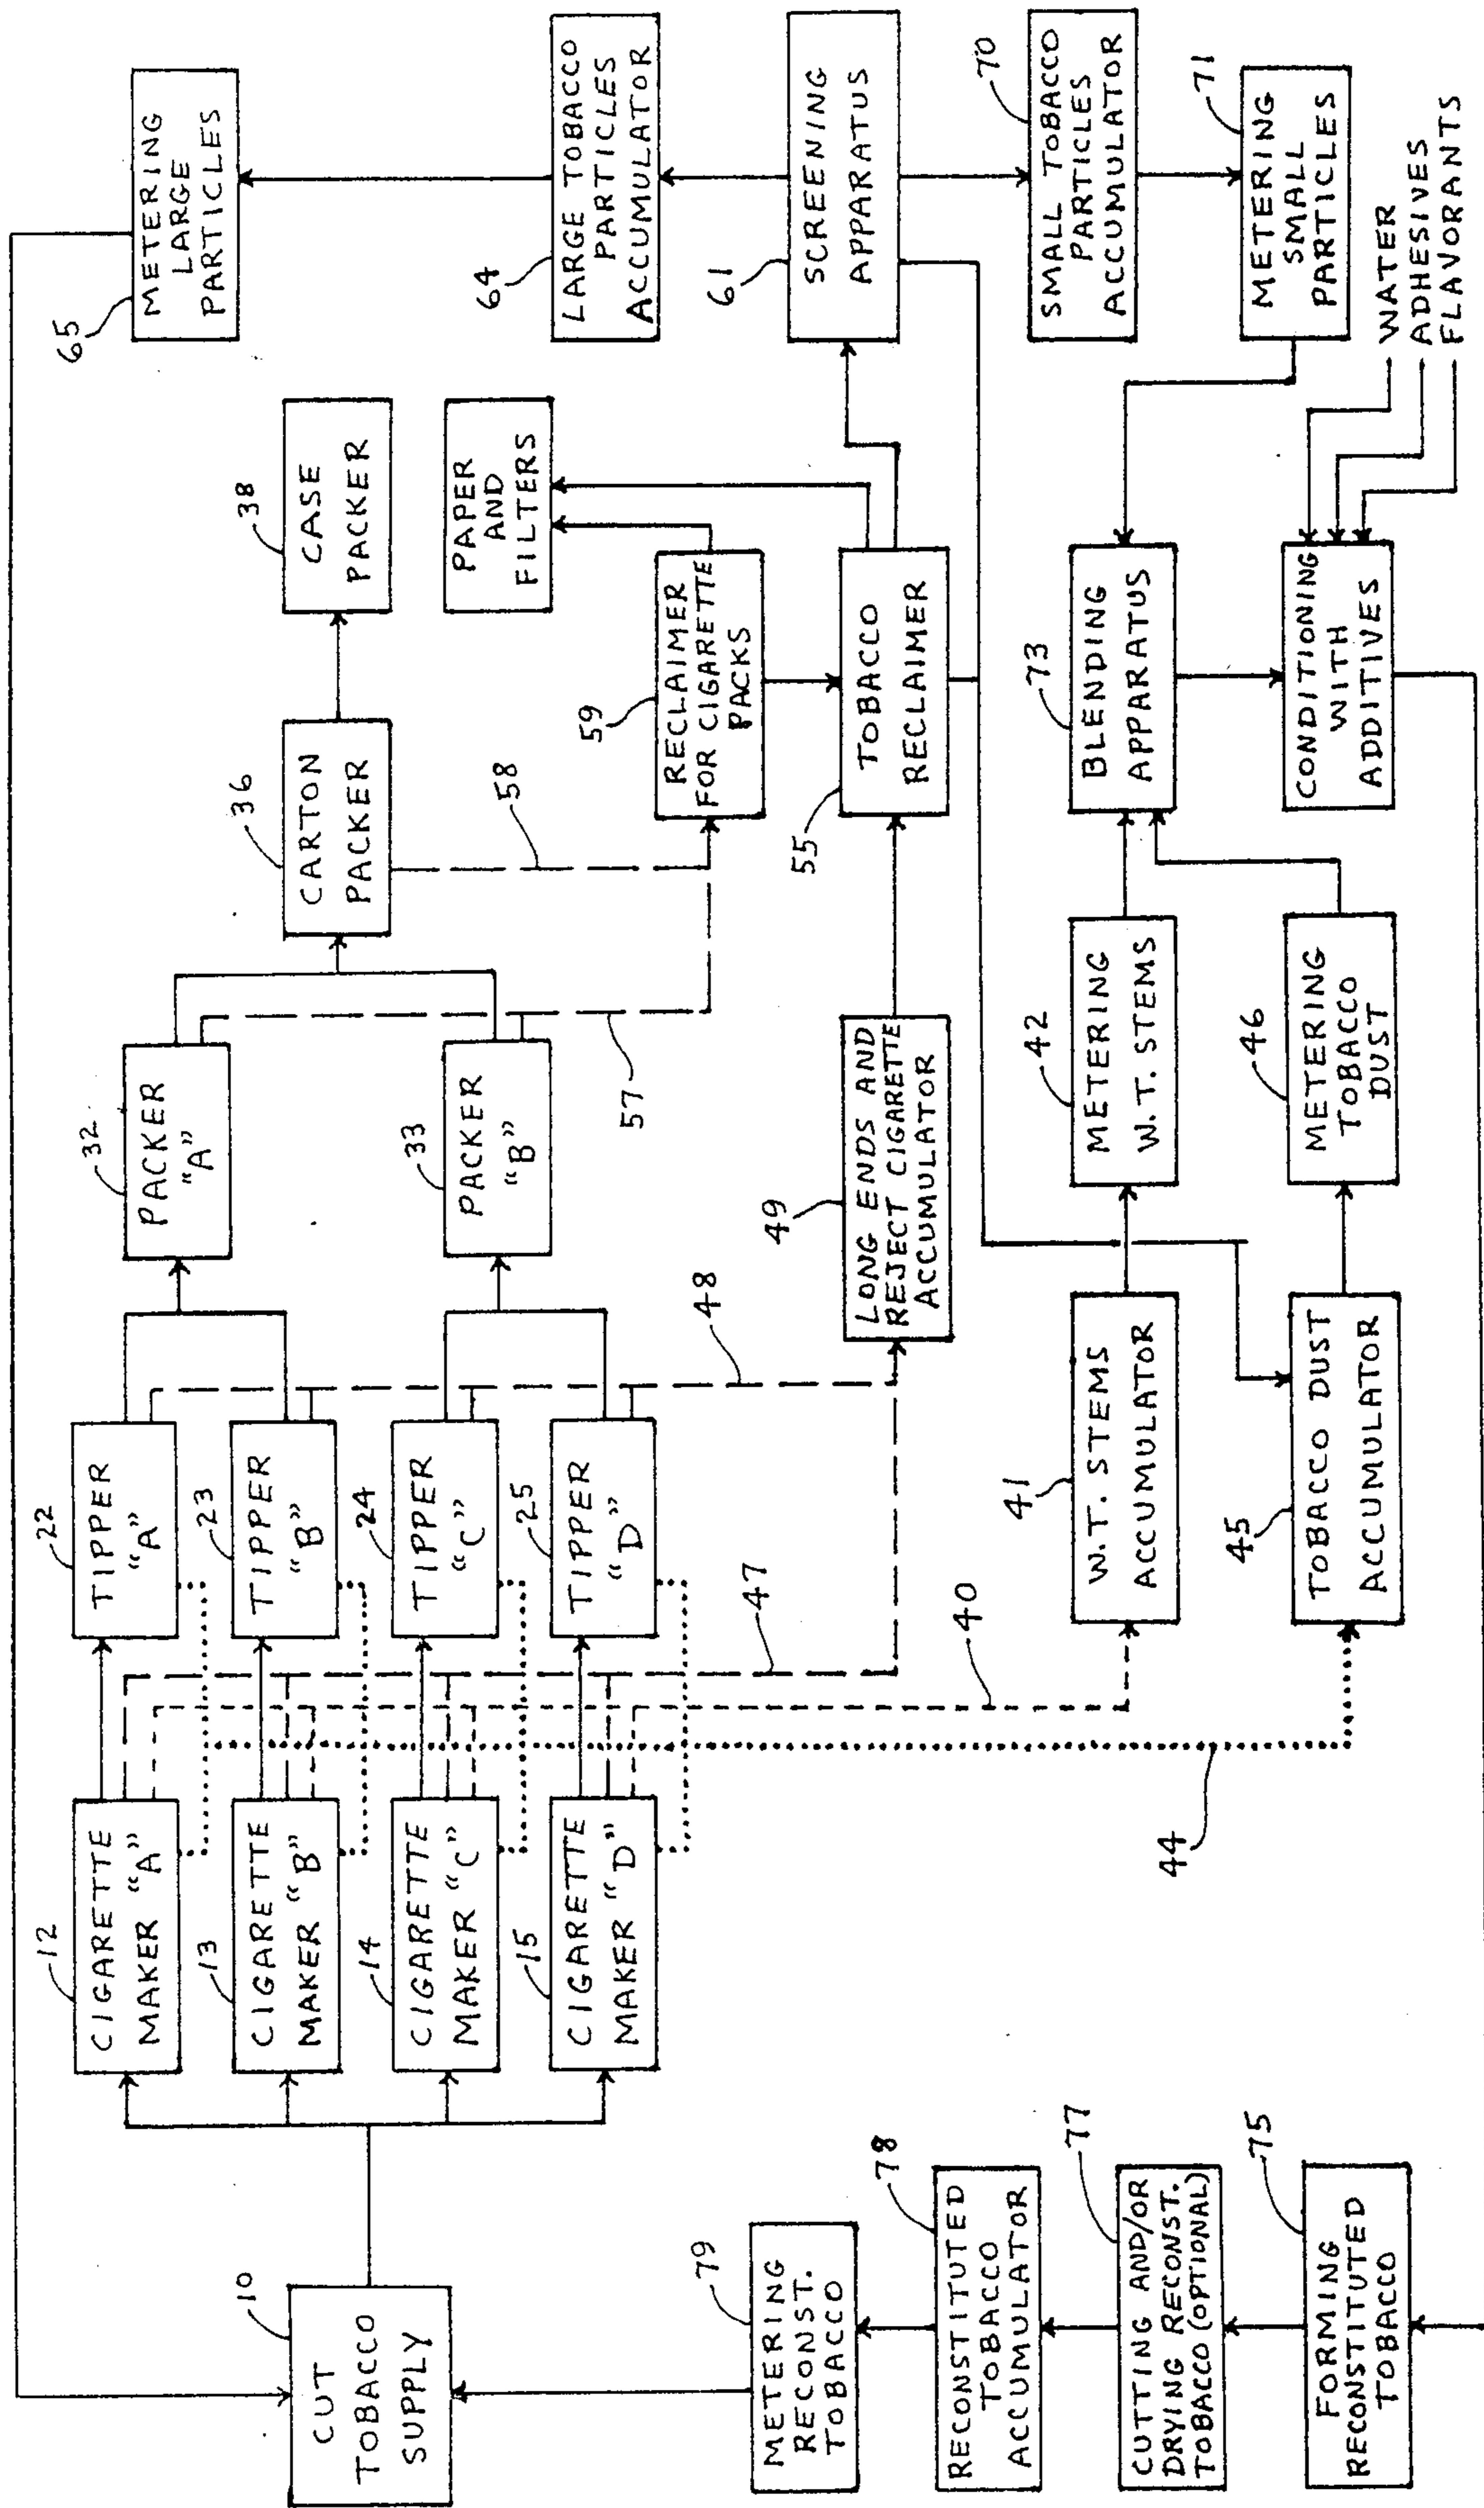 10
CUT
TOBACCO
SUPPLY
12
CIGARETTE
MAKER "A"
13
CIGARETTE
MAKER "B"
14
CIGARETTE
MAKER "C"
15
CIGARETTE
MAKER "D"
22
TIPPER
"A"
23
TIPPER
"B"
24
TIPPER
"C"
25
TIPPER
"D"
32
PACKER
"A"
33
PACKER
"B"
36
CARTON
PACKER
38
CASE
PACKER
PAPER
AND
FILTERS
65
METERING
LARGE
PARTICLES
64
LARGE TOBACCO
PARTICLES
ACCUMULATOR
61
SCREENING
APPARATUS
70
SMALL TOBACCO
PARTICLES
ACCUMULATOR
71
METERING
SMALL
PARTICLES
WATER
ADHESIVES
FLAVORANTS
57
58
59
RECLAIMER
FOR CIGARETTE
PACKS
55
TOBACCO
RECLAIMER
47
48
49
LONG ENDS AND
REJECT CIGARETTE
ACCUMULATOR
40
41
W.T. STEMS
ACCUMULATOR
42
METERING
W.T. STEMS
44
45
TOBACCO DUST
ACCUMULATOR
46
METERING
TOBACCO
DUST
73
BLENDING
APPARATUS
CONDITIONING
WITH
ADDITIVES
79
METERING
RECONST.
TOBACCO
78
RECONSTITUTED
TOBACCO
ACCUMULATOR
77
CUTTING AND/OR
DRYING RECONST.
TOBACCO (OPTIONAL)
75
FORMING
RECONSTITUTED
TOBACCO